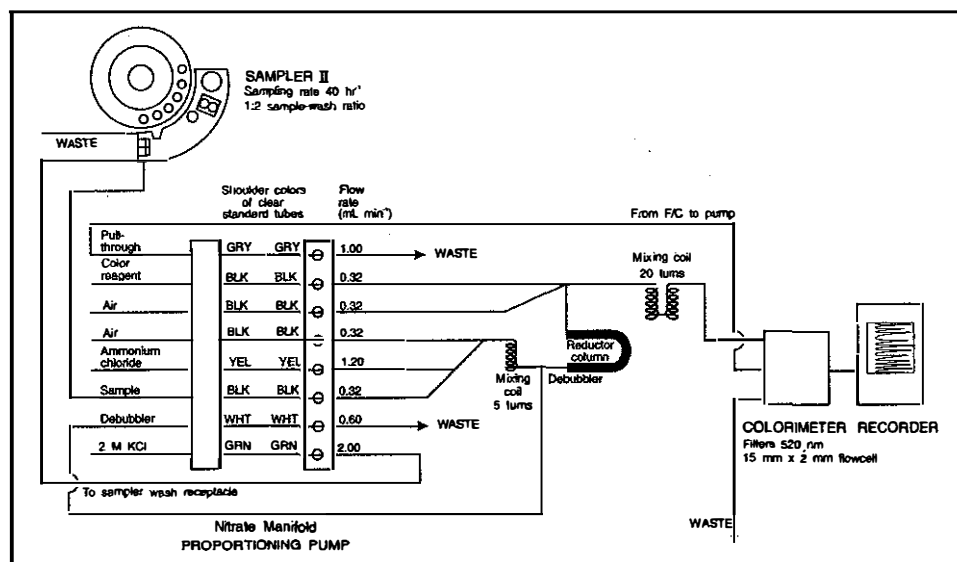 SAMPLER II
Sampling rate 40 hr¹
1:2 sample-wash ratio
WASTE
Shoulder colors
of clear
standard tubes
Flow
rate
(mL min⁻¹)
From F/C to pump
Pull-
through
GRY GRY 1.00
WASTE
Color
reagent
BLK BLK 0.32
Mixing coil
20 turns
Air
BLK BLK 0.32
Air
BLK BLK 0.32
Ammonium
chloride
YEL YEL 1.20
Reductor
column
Sample
BLK BLK 0.32
Mixing
coil
5 turns
Debubbler
Debubbler
WHT WHT 0.60
WASTE
2 M KCl
GRN GRN 2.00
COLORIMETER RECORDER
Filters 520 nm
15 mm x 2 mm flowcell
To sampler wash receptacle
WASTE
Nitrate Manifold
PROPORTIONING PUMP